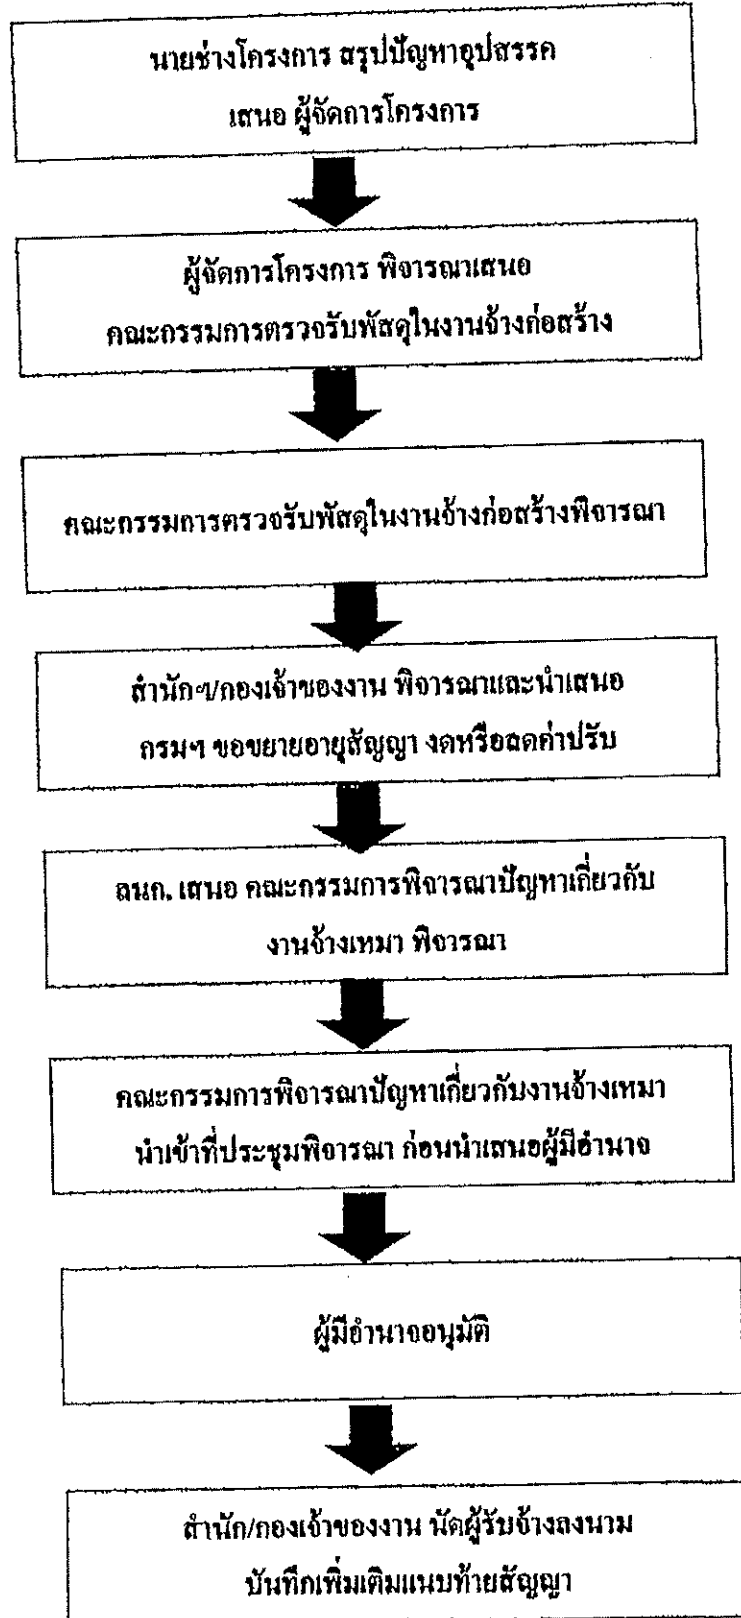 นายช่างโครงการ สรุปปัญหาอุปสรรค
เสนอ ผู้จัดการโครงการ
ผู้จัดการโครงการ พิจารณาเสนอ
คณะกรรมการตรวจรับพัสดุในงานจ้างก่อสร้าง
คณะกรรมการตรวจรับพัสดุในงานจ้างก่อสร้างพิจารณา
สำนักฯ/กองเจ้าของงาน พิจารณาและนำเสนอ
กรมฯ ขอขยายอายุสัญญา งดหรือลดค่าปรับ
ลนก. เสนอ คณะกรรมการพิจารณาปัญหาเกี่ยวกับ
งานจ้างเหมา พิจารณา
คณะกรรมการพิจารณาปัญหาเกี่ยวกับงานจ้างเหมา
นำเข้าที่ประชุมพิจารณา ก่อนนำเสนอผู้มีอำนาจ
ผู้มีอำนาจอนุมัติ
สำนัก/กองเจ้าของงาน นัดผู้รับจ้างลงนาม
บันทึกเพิ่มเติมแนบท้ายสัญญา